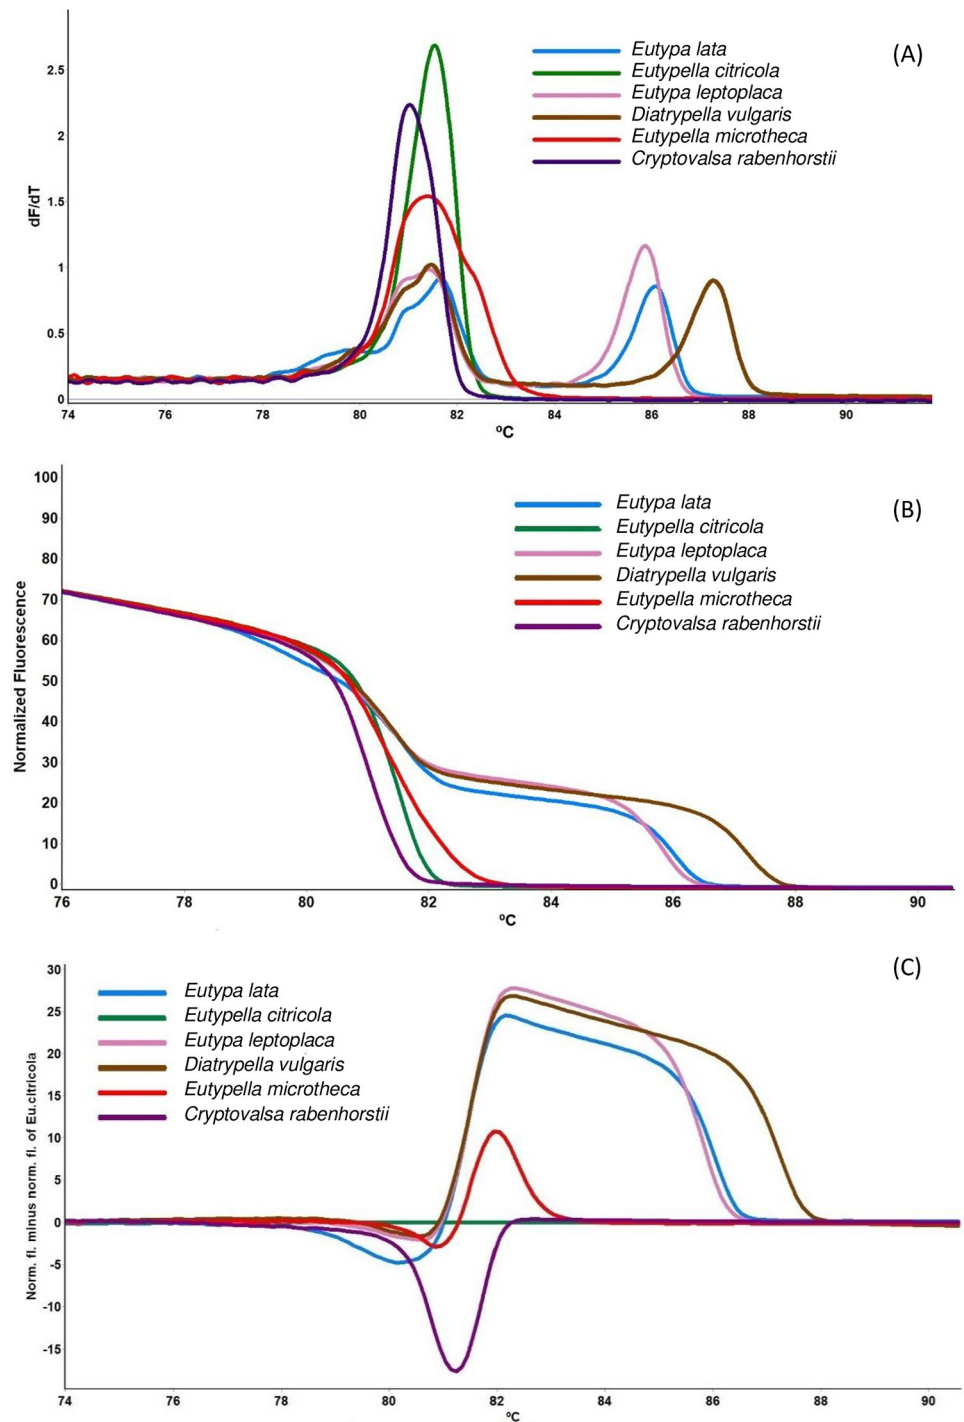 (A)
Eutypa lata
Eutypella citricola
Eutypa leptoplaca
Diatrypella vulgaris
Eutypella microtheca
Cryptovalsa rabenhorstii
dF/dT
2.5
2
1.5
1
0.5
0
74 76 78 80 82 84 86 88 90
ºC
(B)
Eutypa lata
Eutypella citricola
Eutypa leptoplaca
Diatrypella vulgaris
Eutypella microtheca
Cryptovalsa rabenhorstii
Normalized Fluorescence
100
90
80
70
60
50
40
30
20
10
0
76 78 80 82 84 86 88 90
ºC
(C)
Eutypa lata
Eutypella citricola
Eutypa leptoplaca
Diatrypella vulgaris
Eutypella microtheca
Cryptovalsa rabenhorstii
Norm. fl. minus norm. fl. of Eu.citricola
30
25
20
15
10
5
0
-5
-10
-15
74 76 78 80 82 84 86 88 90
ºC